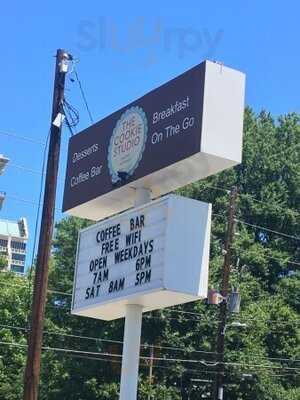 slurrpy
Desserts
Coffee Bar
THE
COOKIE
STUDIO
Breakfast
On The Go
COFFEE BAR
FREE WIFI
OPEN WEEKDAYS
7AM 6PM
SAT 8AM 5PM